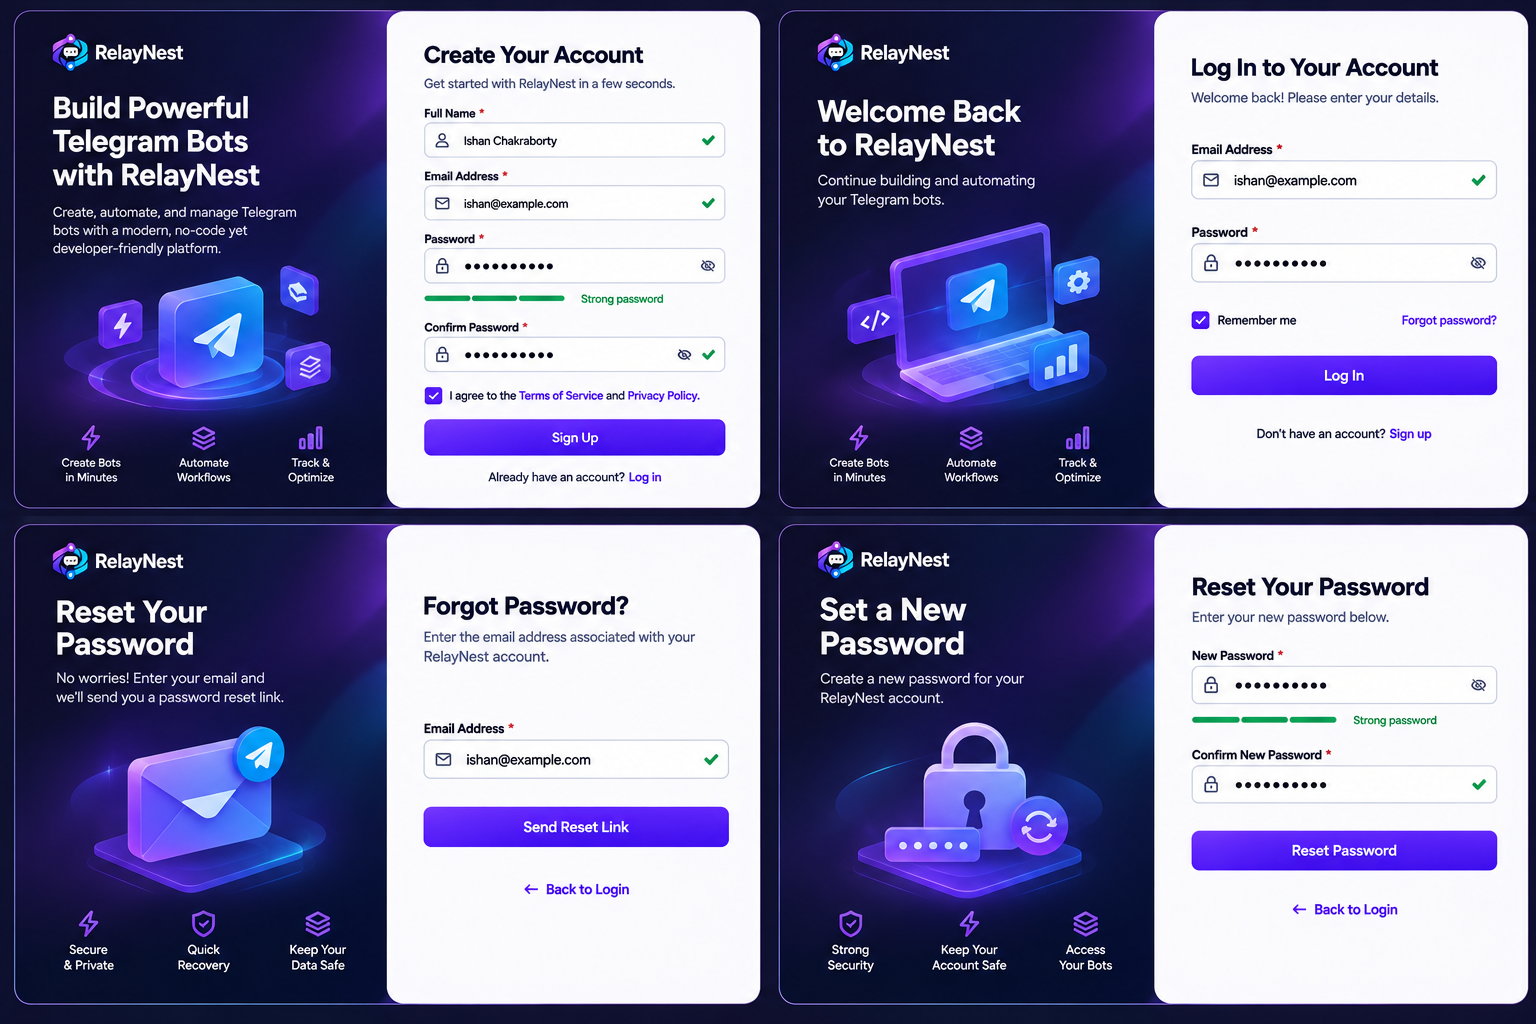 RelayNest
Build Powerful
Telegram Bots
with RelayNest
Create, automate, and manage Telegram
bots with a modern, no-code yet
developer-friendly platform.
Create Bots
in Minutes
Automate
Workflows
Track &
Optimize
Create Your Account
Get started with RelayNest in a few seconds.
Full Name *
Ishan Chakraborty
Email Address *
ishan@example.com
Password *
••••••••••
Strong password
Confirm Password *
••••••••••
I agree to the Terms of Service and Privacy Policy.
Sign Up
Already have an account? Log in
RelayNest
Welcome Back
to RelayNest
Continue building and automating
your Telegram bots.
</>
Create Bots
in Minutes
Automate
Workflows
Track &
Optimize
Log In to Your Account
Welcome back! Please enter your details.
Email Address *
ishan@example.com
Password *
••••••••••
Remember me
Forgot password?
Log In
Don't have an account? Sign up
RelayNest
Reset Your
Password
No worries! Enter your email and
we'll send you a password reset link.
Secure
& Private
Quick
Recovery
Keep Your
Data Safe
Forgot Password?
Enter the email address associated with your
RelayNest account.
Email Address *
ishan@example.com
Send Reset Link
← Back to Login
RelayNest
Set a New
Password
Create a new password for your
RelayNest account.
Strong
Security
Keep Your
Account Safe
Access
Your Bots
Reset Your Password
Enter your new password below.
New Password *
••••••••••
Strong password
Confirm New Password *
••••••••••
Reset Password
← Back to Login